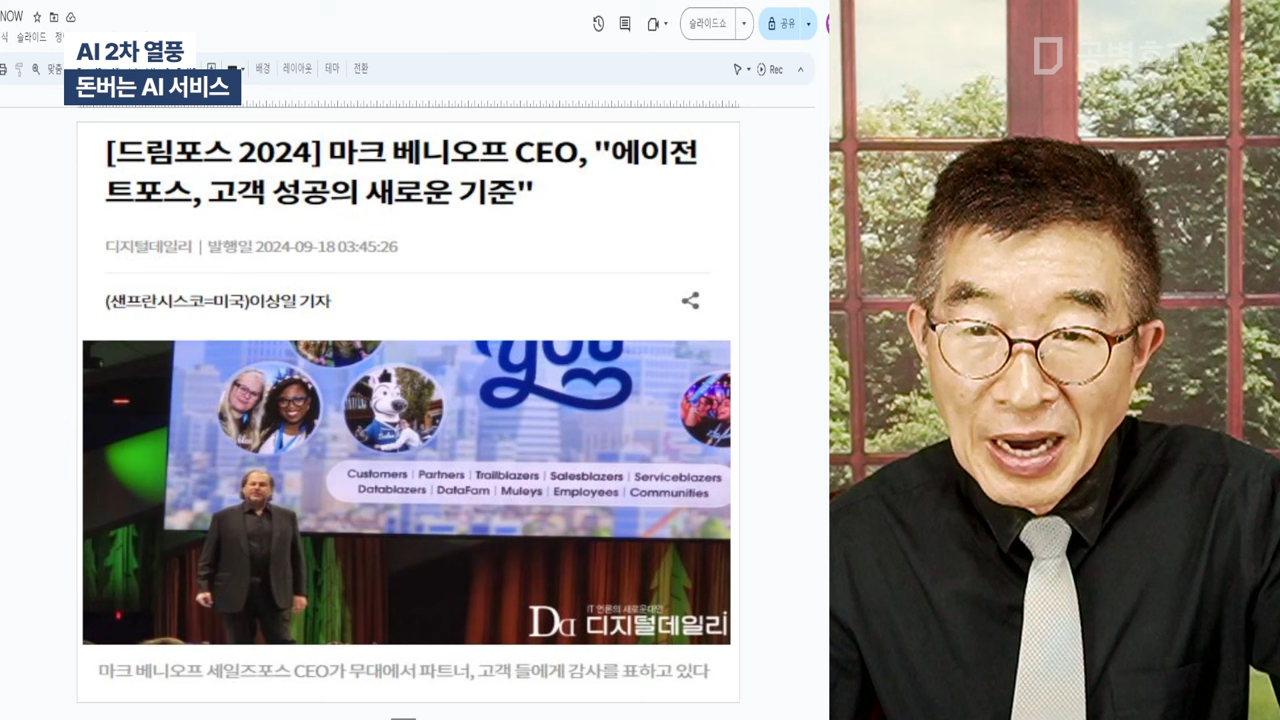 NOW
슬라이드
슬라이드쇼
공유
AI 2차 열풍
돈버는 AI 서비스
배경
레이아웃
테마
전환
Rec
공병호TV
[드림포스 2024] 마크 베니오프 CEO, "에이전
트포스, 고객 성공의 새로운 기준"
디지털데일리 | 발행일 2024-09-18 03:45:26
(샌프란시스코=미국)이상일 기자
you
Customers | Partners | Trailblazers | Salesblazers | Serviceblazers
Datablazers | DataFam | Muleys | Employees | Communities
IT 언론의 새로운대안
DD 디지털데일리
마크 베니오프 세일즈포스 CEO가 무대에서 파트너, 고객 들에게 감사를 표하고 있다